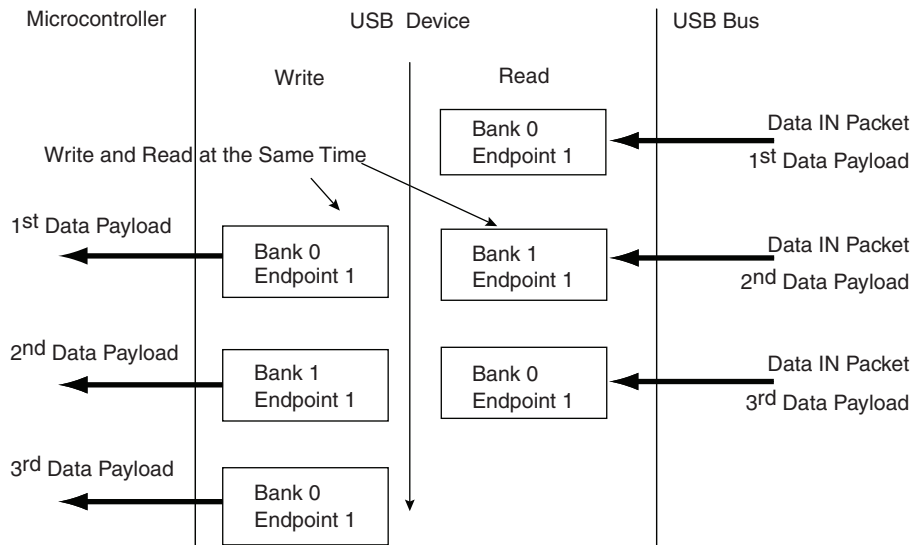 Microcontroller USB Device USB Bus
Write Read
Bank 0
Endpoint 1
Data IN Packet
1st Data Payload
Write and Read at the Same Time
1st Data Payload
Bank 0
Endpoint 1
Bank 1
Endpoint 1
Data IN Packet
2nd Data Payload
2nd Data Payload
Bank 1
Endpoint 1
Bank 0
Endpoint 1
Data IN Packet
3rd Data Payload
3rd Data Payload
Bank 0
Endpoint 1